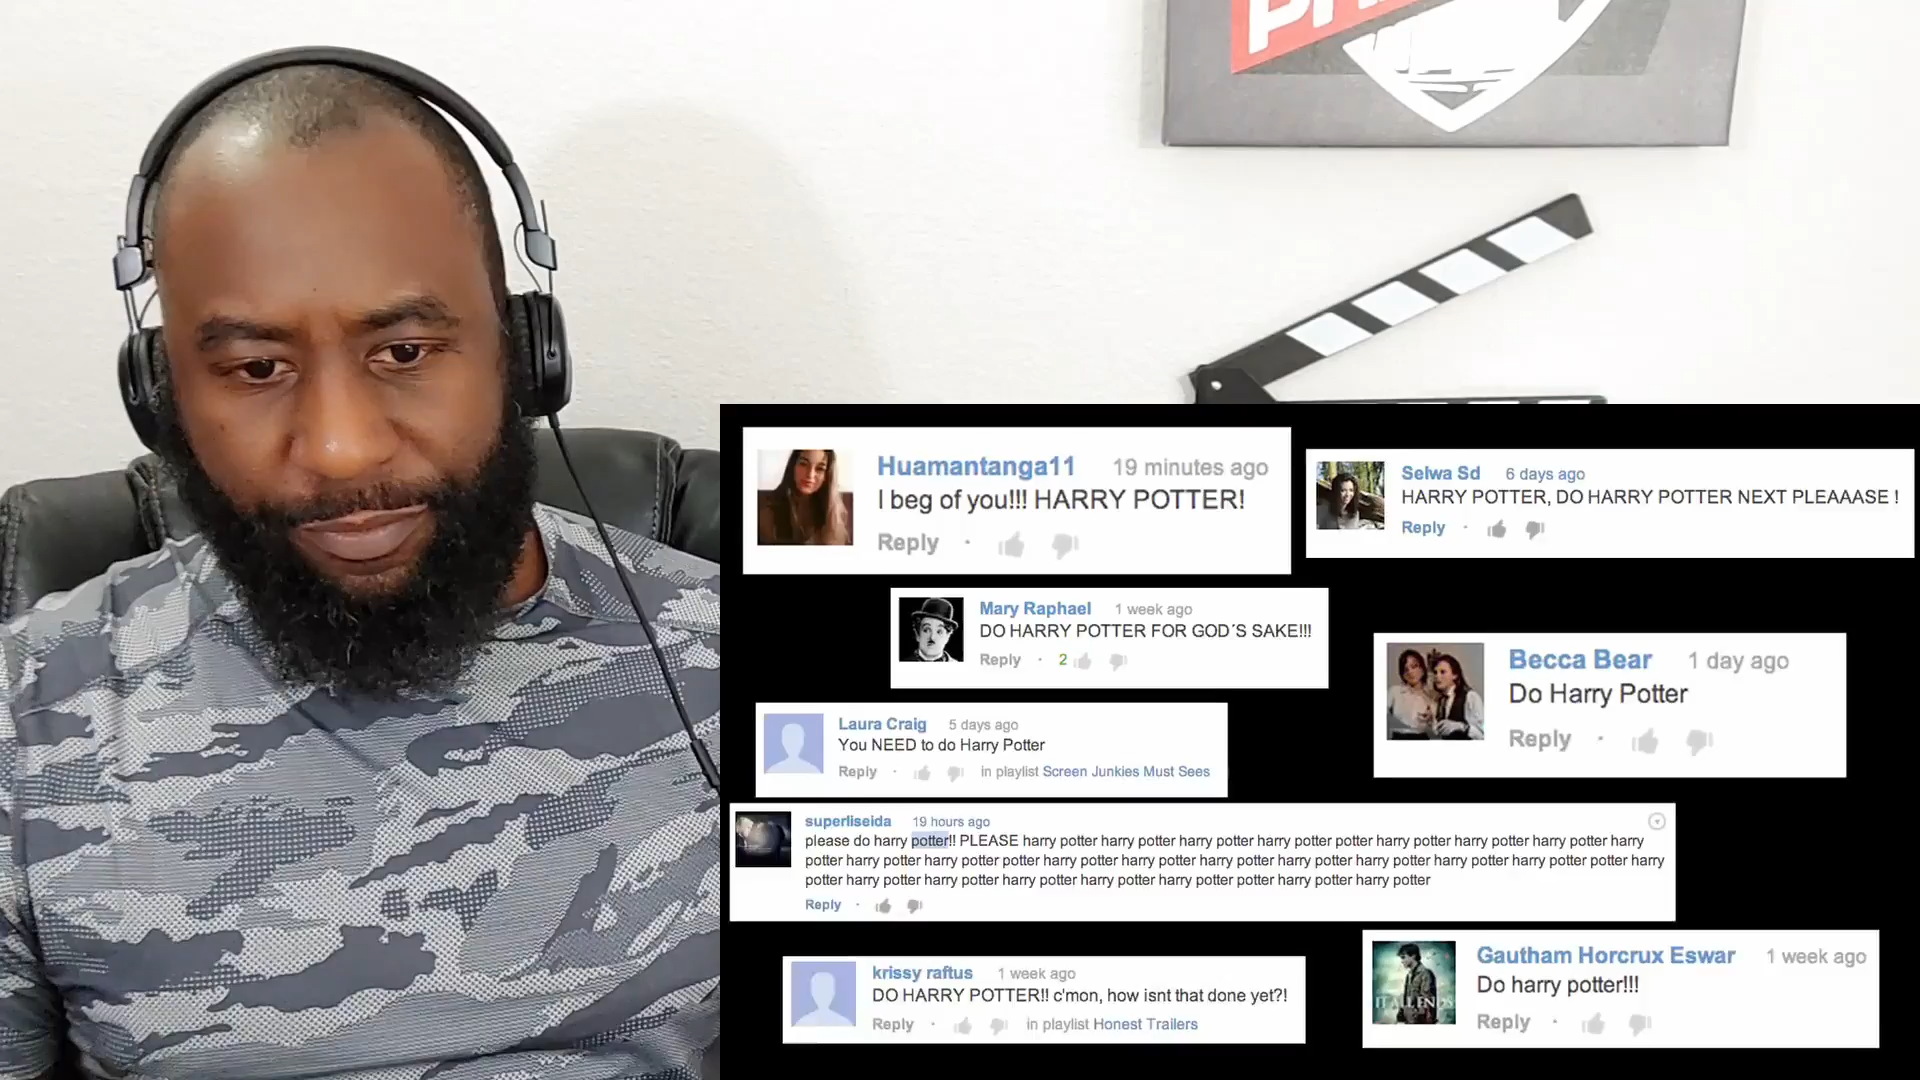 Huamantanga11 19 minutes ago
I beg of you!!! HARRY POTTER!
Reply
Selwa Sd 6 days ago
HARRY POTTER, DO HARRY POTTER NEXT PLEAAASE !
Reply
Mary Raphael 1 week ago
DO HARRY POTTER FOR GOD´S SAKE!!!
Reply · 2
Becca Bear 1 day ago
Do Harry Potter
Reply ·
Laura Craig 5 days ago
You NEED to do Harry Potter
Reply · in playlist Screen Junkies Must Sees
superliseida 19 hours ago
please do harry potter!! PLEASE harry potter harry potter harry potter harry potter potter harry potter harry potter harry potter harry
potter harry potter harry potter potter harry potter harry potter harry potter harry potter harry potter harry potter harry potter potter harry
potter harry potter harry potter harry potter harry potter harry potter potter harry potter harry potter
Reply ·
krissy raftus 1 week ago
DO HARRY POTTER!! c'mon, how isnt that done yet?!
Reply · in playlist Honest Trailers
Gautham Horcrux Eswar 1 week ago
Do harry potter!!!
Reply ·
IT ALL ENDS